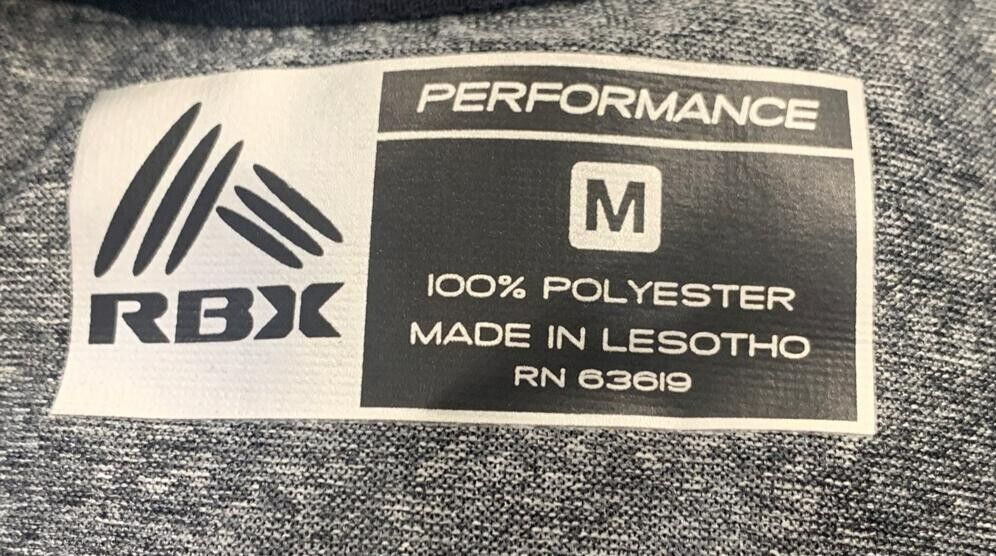 RBX
PERFORMANCE
M
100% POLYESTER
MADE IN LESOTHO
RN 63619